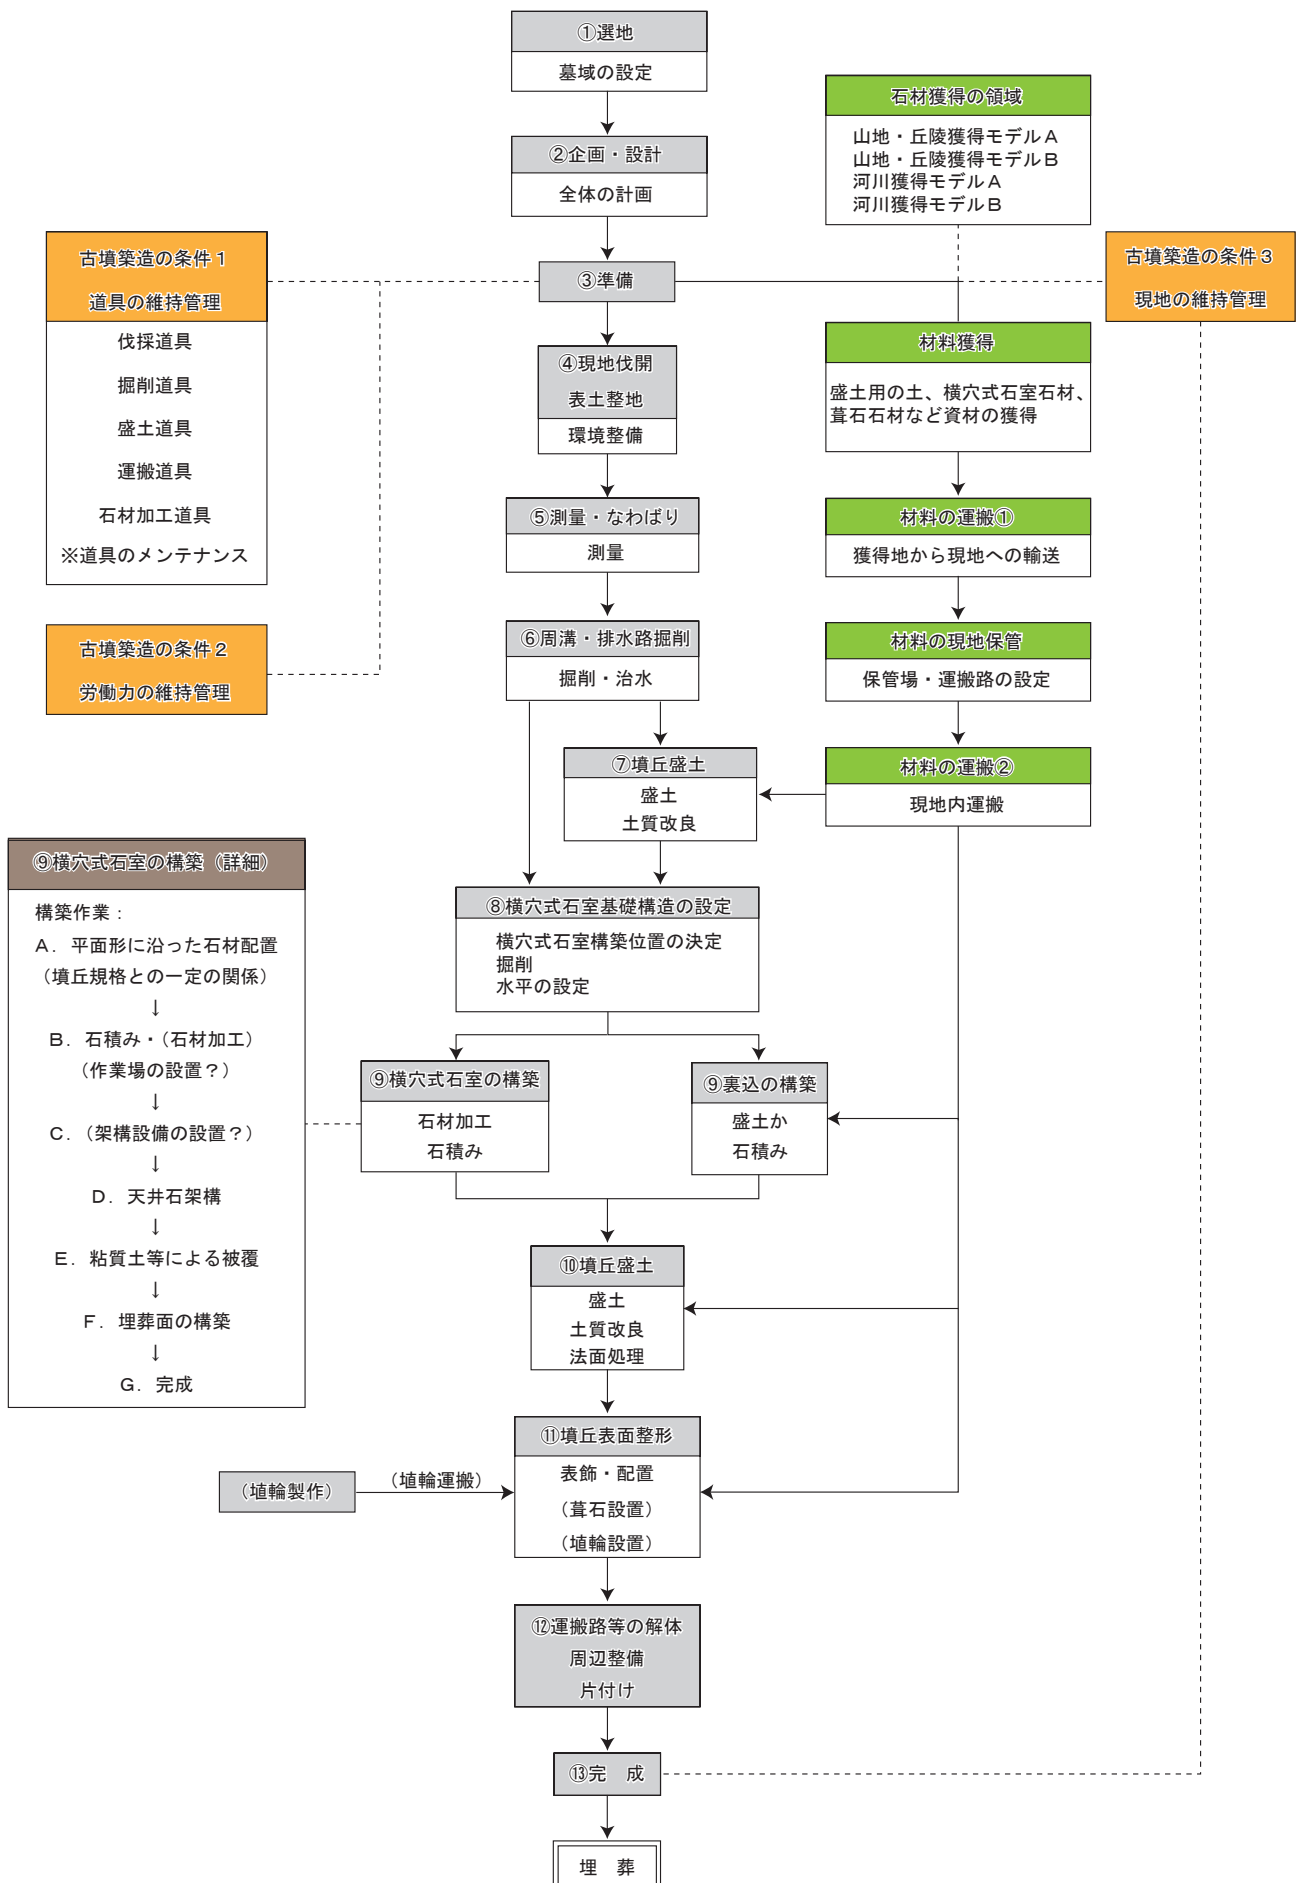 ①選地
墓域の設定
②企画・設計
全体の計画
石材獲得の領域
山地・丘陵獲得モデルA
山地・丘陵獲得モデルB
河川獲得モデルA
河川獲得モデルB
古墳築造の条件1
道具の維持管理
伐採道具
掘削道具
盛土道具
運搬道具
石材加工道具
※道具のメンテナンス
古墳築造の条件2
労働力の維持管理
古墳築造の条件3
現地の維持管理
③準備
④現地伐開
表土整地
環境整備
⑤測量・なわばり
測量
⑥周溝・排水路掘削
掘削・治水
材料獲得
盛土用の土、横穴式石室石材、
葺石石材など資材の獲得
材料の運搬①
獲得地から現地への輸送
材料の現地保管
保管場・運搬路の設定
材料の運搬②
現地内運搬
⑦墳丘盛土
盛土
土質改良
⑧横穴式石室基礎構造の設定
横穴式石室構築位置の決定
掘削
水平の設定
⑨横穴式石室の構築（詳細）
構築作業：
A．平面形に沿った石材配置
（墳丘規格との一定の関係）
↓
B．石積み・（石材加工）
（作業場の設置？）
↓
C．（架構設備の設置？）
↓
D．天井石架構
↓
E．粘質土等による被覆
↓
F．埋葬面の構築
↓
G．完成
⑨横穴式石室の構築
石材加工
石積み
⑨裏込の構築
盛土か
石積み
⑩墳丘盛土
盛土
土質改良
法面処理
⑪墳丘表面整形
表飾・配置
（葺石設置）
（埴輪設置）
（埴輪製作）
（埴輪運搬）
⑫運搬路等の解体
周辺整備
片付け
⑬完　成
埋　葬